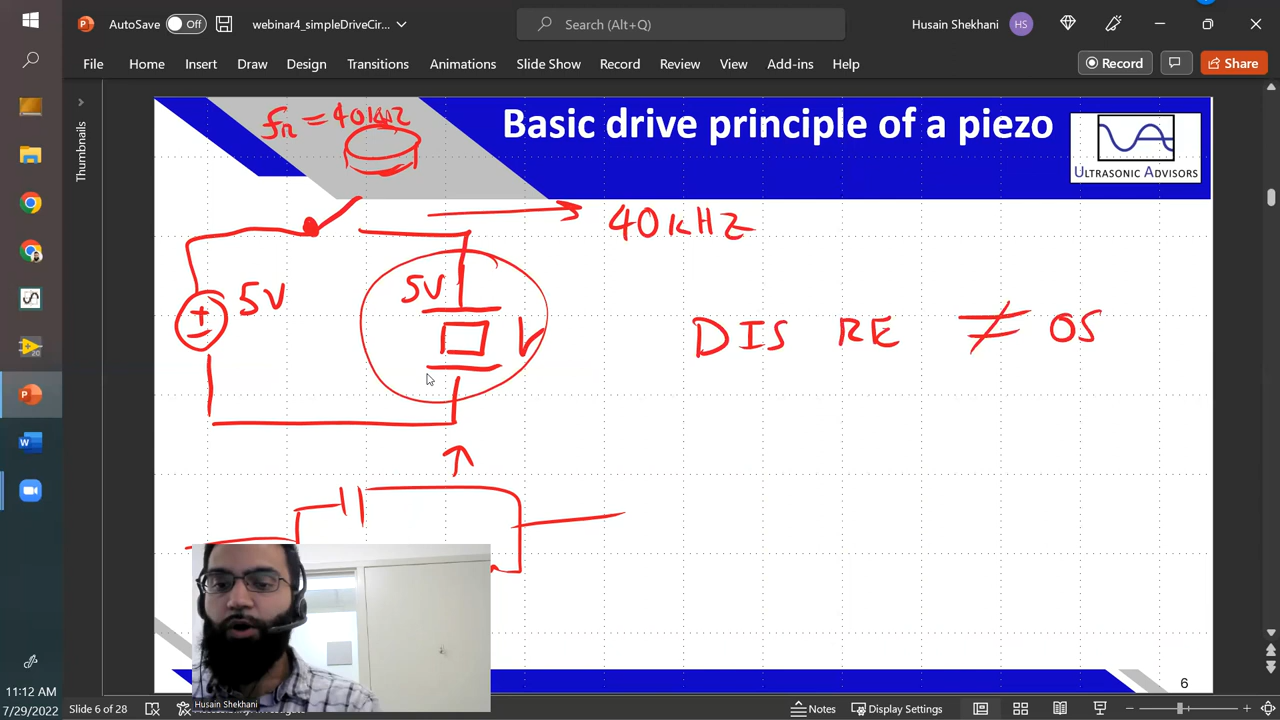 AutoSave Off webinar4_simpleDriveCir... Search (Alt+Q) Husain Shekhani HS
File Home Insert Draw Design Transitions Animations Slide Show Record Review View Add-ins Help Record Share
Thumbnails
fR = 40kHz
Basic drive principle of a piezo
ULTRASONIC ADVISORS
40kHz
5V
5V
V
+
DIS RE ≠ OS
Husain Shekhani
6
11:12 AM
7/29/2022
Slide 6 of 28 Notes Display Settings